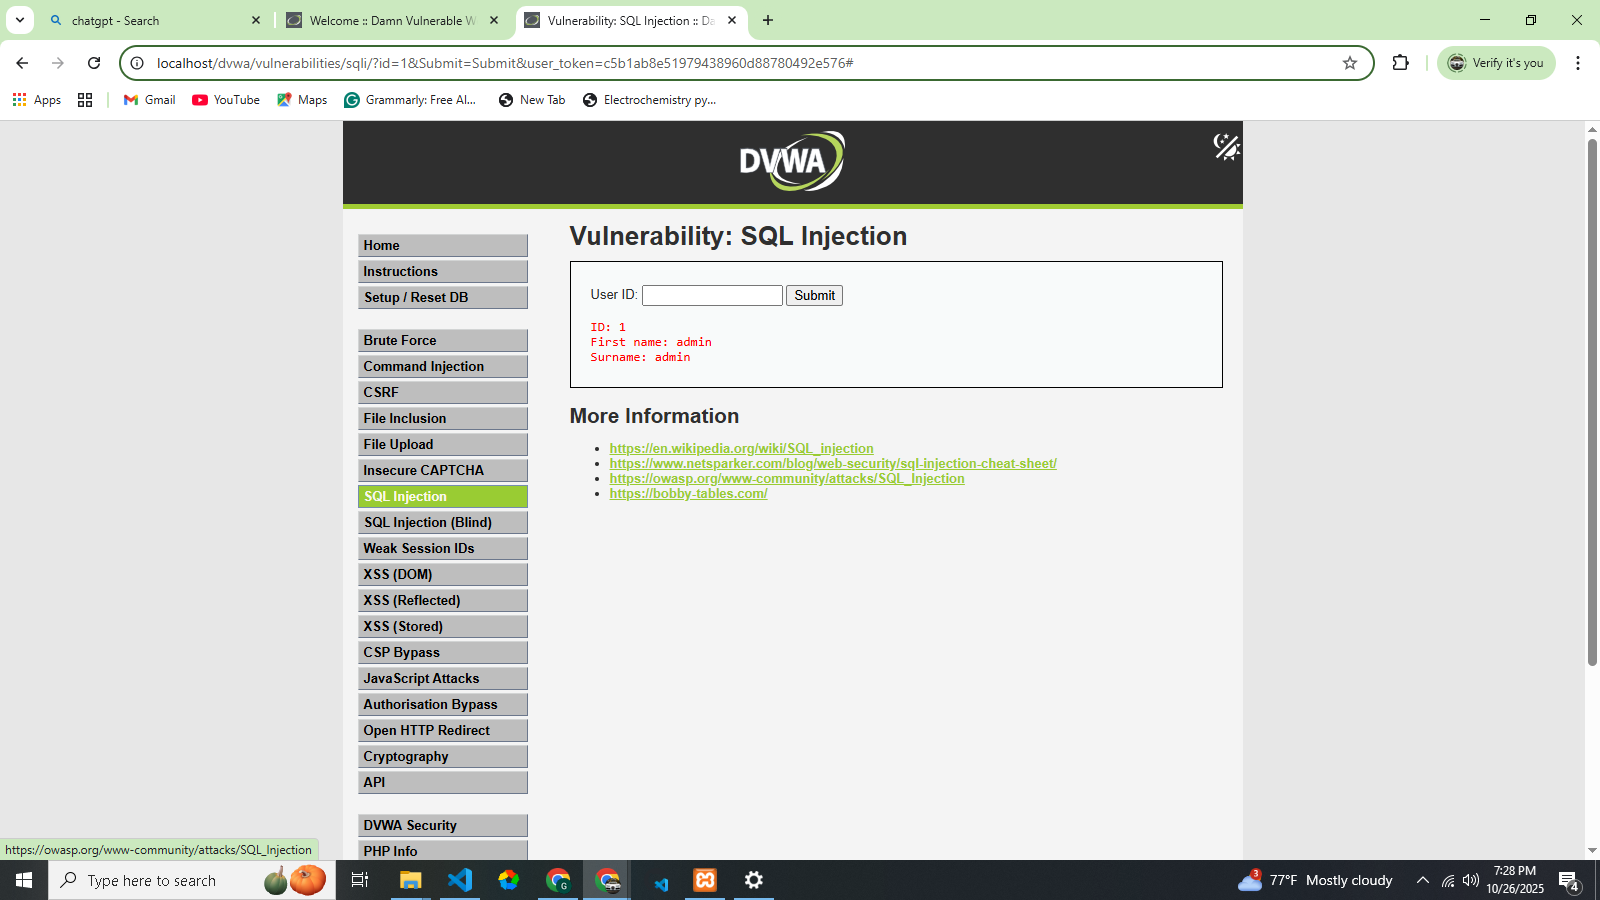 chatgpt - Search
Welcome :: Damn Vulnerable W
Vulnerability: SQL Injection :: Da
localhost/dvwa/vulnerabilities/sqli/?id=1&Submit=Submit&user_token=c5b1ab8e51979438960d88780492e576#
Verify it's you
Apps
Gmail
YouTube
Maps
Grammarly: Free AI...
New Tab
Electrochemistry py...
DVWA
Home
Instructions
Setup / Reset DB
Brute Force
Command Injection
CSRF
File Inclusion
File Upload
Insecure CAPTCHA
SQL Injection
SQL Injection (Blind)
Weak Session IDs
XSS (DOM)
XSS (Reflected)
XSS (Stored)
CSP Bypass
JavaScript Attacks
Authorisation Bypass
Open HTTP Redirect
Cryptography
API
DVWA Security
PHP Info
Vulnerability: SQL Injection
User ID:
Submit
ID: 1
First name: admin
Surname: admin
More Information
https://en.wikipedia.org/wiki/SQL_injection
https://www.netsparker.com/blog/web-security/sql-injection-cheat-sheet/
https://owasp.org/www-community/attacks/SQL_Injection
https://bobby-tables.com/
https://owasp.org/www-community/attacks/SQL_Injection
Type here to search
G
3
77°F Mostly cloudy
7:28 PM
10/26/2025
4